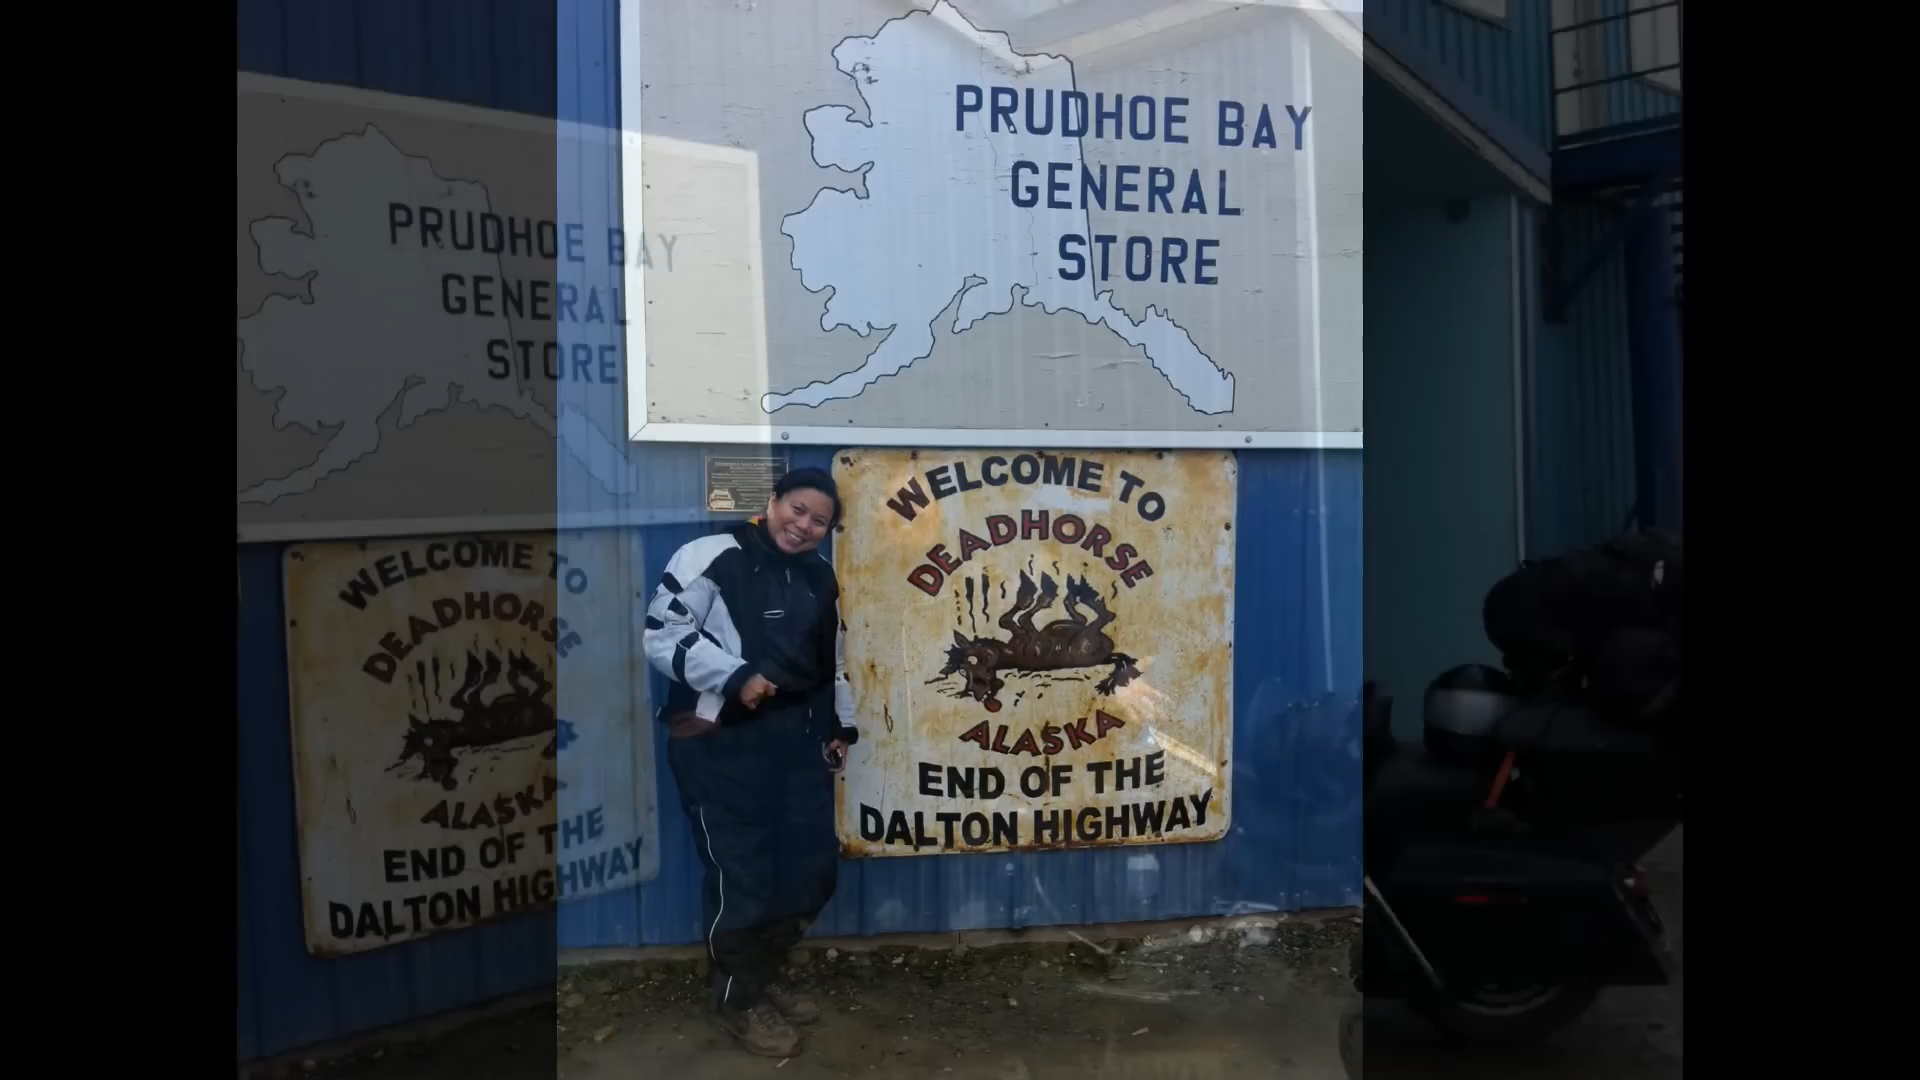 PRUDHOE BAY
GENERAL
STORE
WELCOME TO
DEADHORSE
ALASKA
END OF THE
DALTON HIGHWAY
PRUDHOE BAY
GENERAL
STORE
WELCOME TO
DEADHORSE
ALASKA
END OF THE
DALTON HIGHWAY